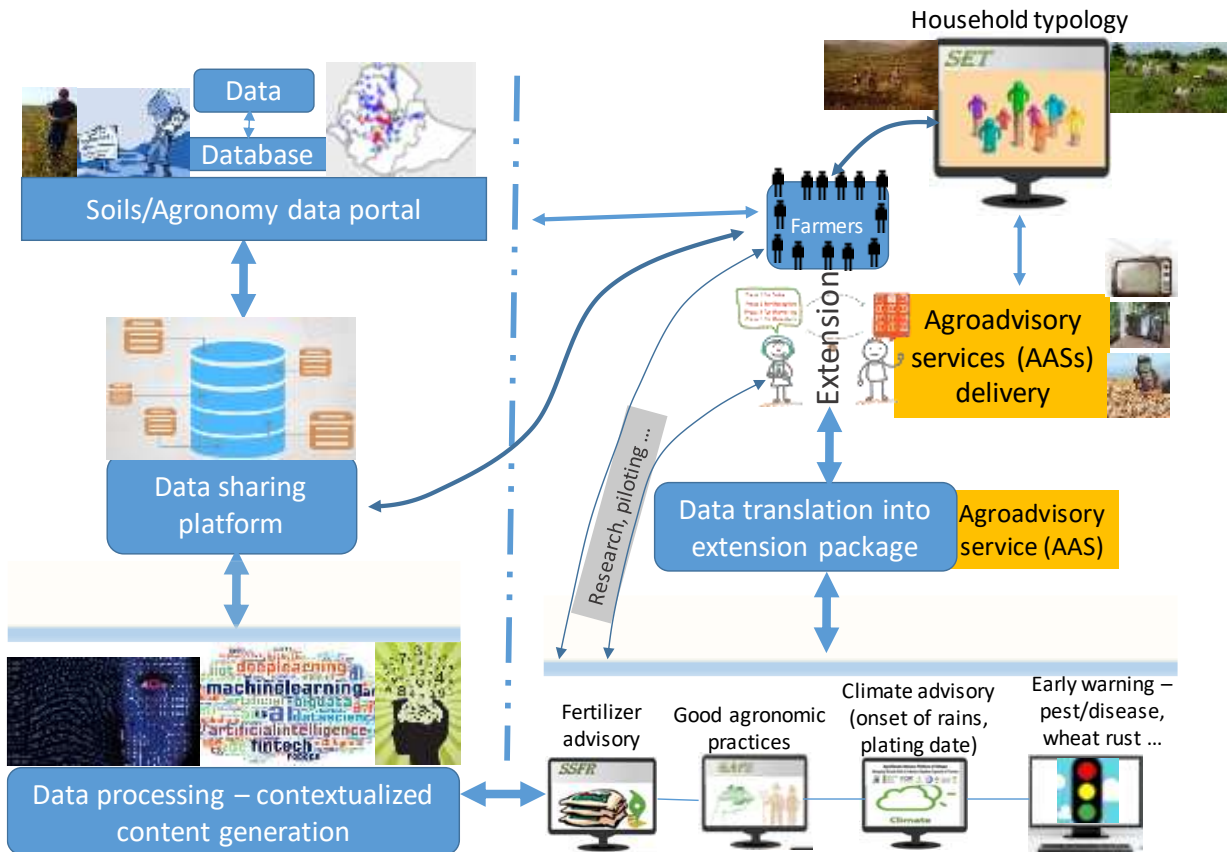 Household typology
SET
Data
Database
Soils/Agronomy data portal
Farmers
Extension
Agroadvisory
services (AASs)
delivery
Data sharing
platform
Research, piloting ...
Data translation into
extension package
Agroadvisory
service (AAS)
deeplearning
machinelearning
bigdata
ai
datascience
artificialintelligence
fintech
Fertilizer
advisory
Good agronomic
practices
Climate advisory
(onset of rains,
plating date)
Early warning –
pest/disease,
wheat rust ...
SSFR
Climate
Data processing – contextualized
content generation